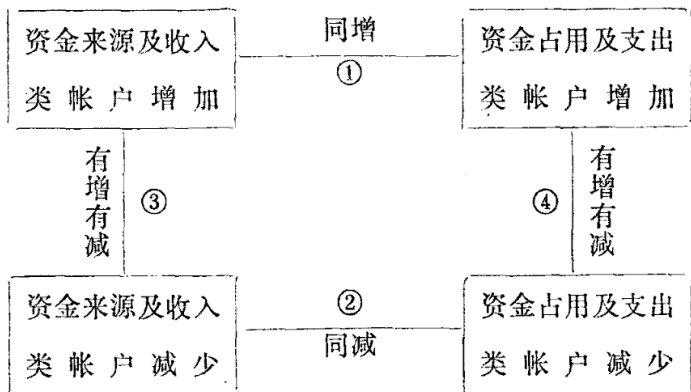 资金来源及收入
类帐户增加
同增
①
资金占用及支出
类帐户增加
有增有减
③
④
有增有减
资金来源及收入
类帐户减少
②
同减
资金占用及支出
类帐户减少